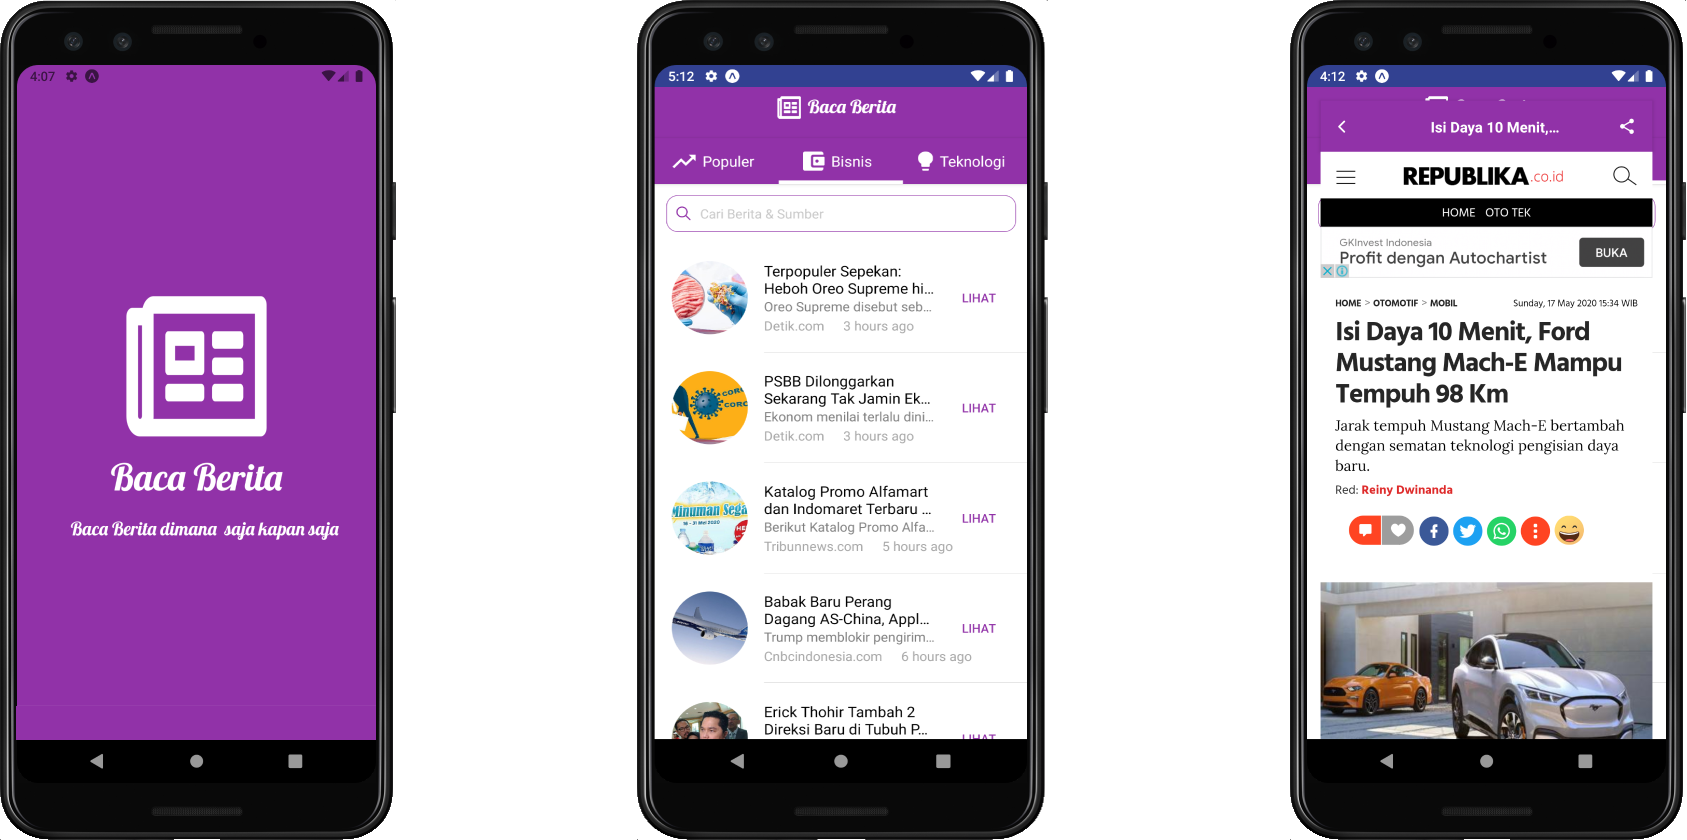 4:07
Baca Berita
Baca Berita dimana saja kapan saja
5:12
Baca Berita
Populer
Bisnis
Teknologi
Cari Berita & Sumber
Terpopuler Sepekan:
Heboh Oreo Supreme hi...
Oreo Supreme disebut seb...
Detik.com 3 hours ago
LIHAT
PSBB Dilonggarkan
Sekarang Tak Jamin Ek...
Ekonom menilai terlalu dini...
Detik.com 3 hours ago
LIHAT
CORO
Katalog Promo Alfamart
dan Indomaret Terbaru ...
Berikut Katalog Promo Alfa...
Tribunnews.com 5 hours ago
LIHAT
Minuman Sega
16 - 31 Mei 2020
Babak Baru Perang
Dagang AS-China, Appl...
Trump memblokir pengirim...
Cnbcindonesia.com 6 hours ago
LIHAT
Erick Thohir Tambah 2
Direksi Baru di Tubuh P...
LIHAT
4:12
Isi Daya 10 Menit,...
REPUBLIKA.co.id
HOME OTO TEK
GKInvest Indonesia
Profit dengan Autochartist
BUKA
HOME > OTOMOTIF > MOBIL
Sunday, 17 May 2020 15:34 WIB
Isi Daya 10 Menit, Ford
Mustang Mach-E Mampu
Tempuh 98 Km
Jarak tempuh Mustang Mach-E bertambah
dengan sematan teknologi pengisian daya
baru.
Red: Reiny Dwinanda